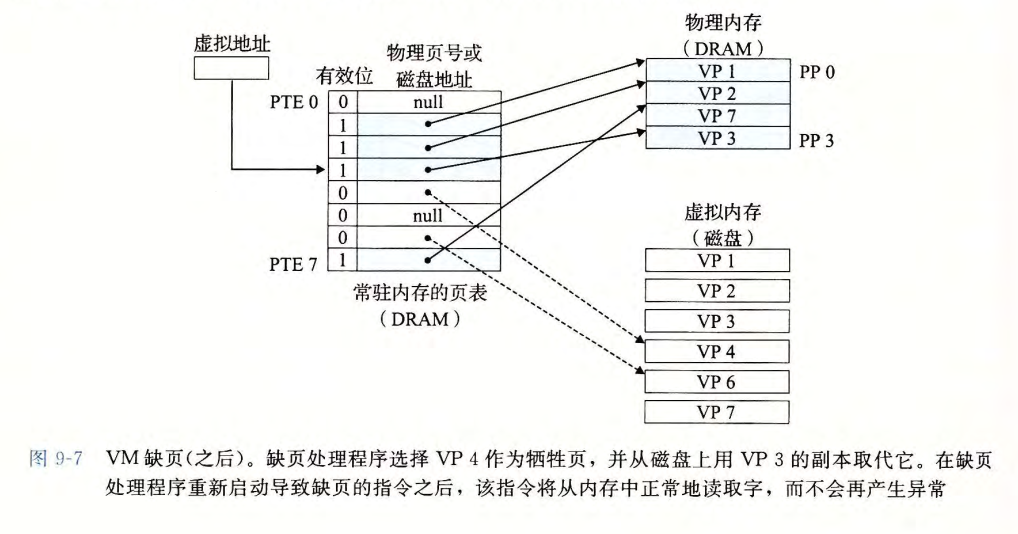 虚拟地址
物理页号或
磁盘地址
有效位
PTE 0
0
null
1
1
1
0
0
null
0
PTE 7
1
常驻内存的页表
（DRAM）
物理内存
（DRAM）
VP 1
PP 0
VP 2
VP 7
VP 3
PP 3
虚拟内存
（磁盘）
VP 1
VP 2
VP 3
VP 4
VP 6
VP 7
图 9-7 VM 缺页(之后)。缺页处理程序选择 VP 4 作为牺牲页，并从磁盘上用 VP 3 的副本取代它。在缺页
处理程序重新启动导致缺页的指令之后，该指令将从内存中正常地读取字，而不会再产生异常